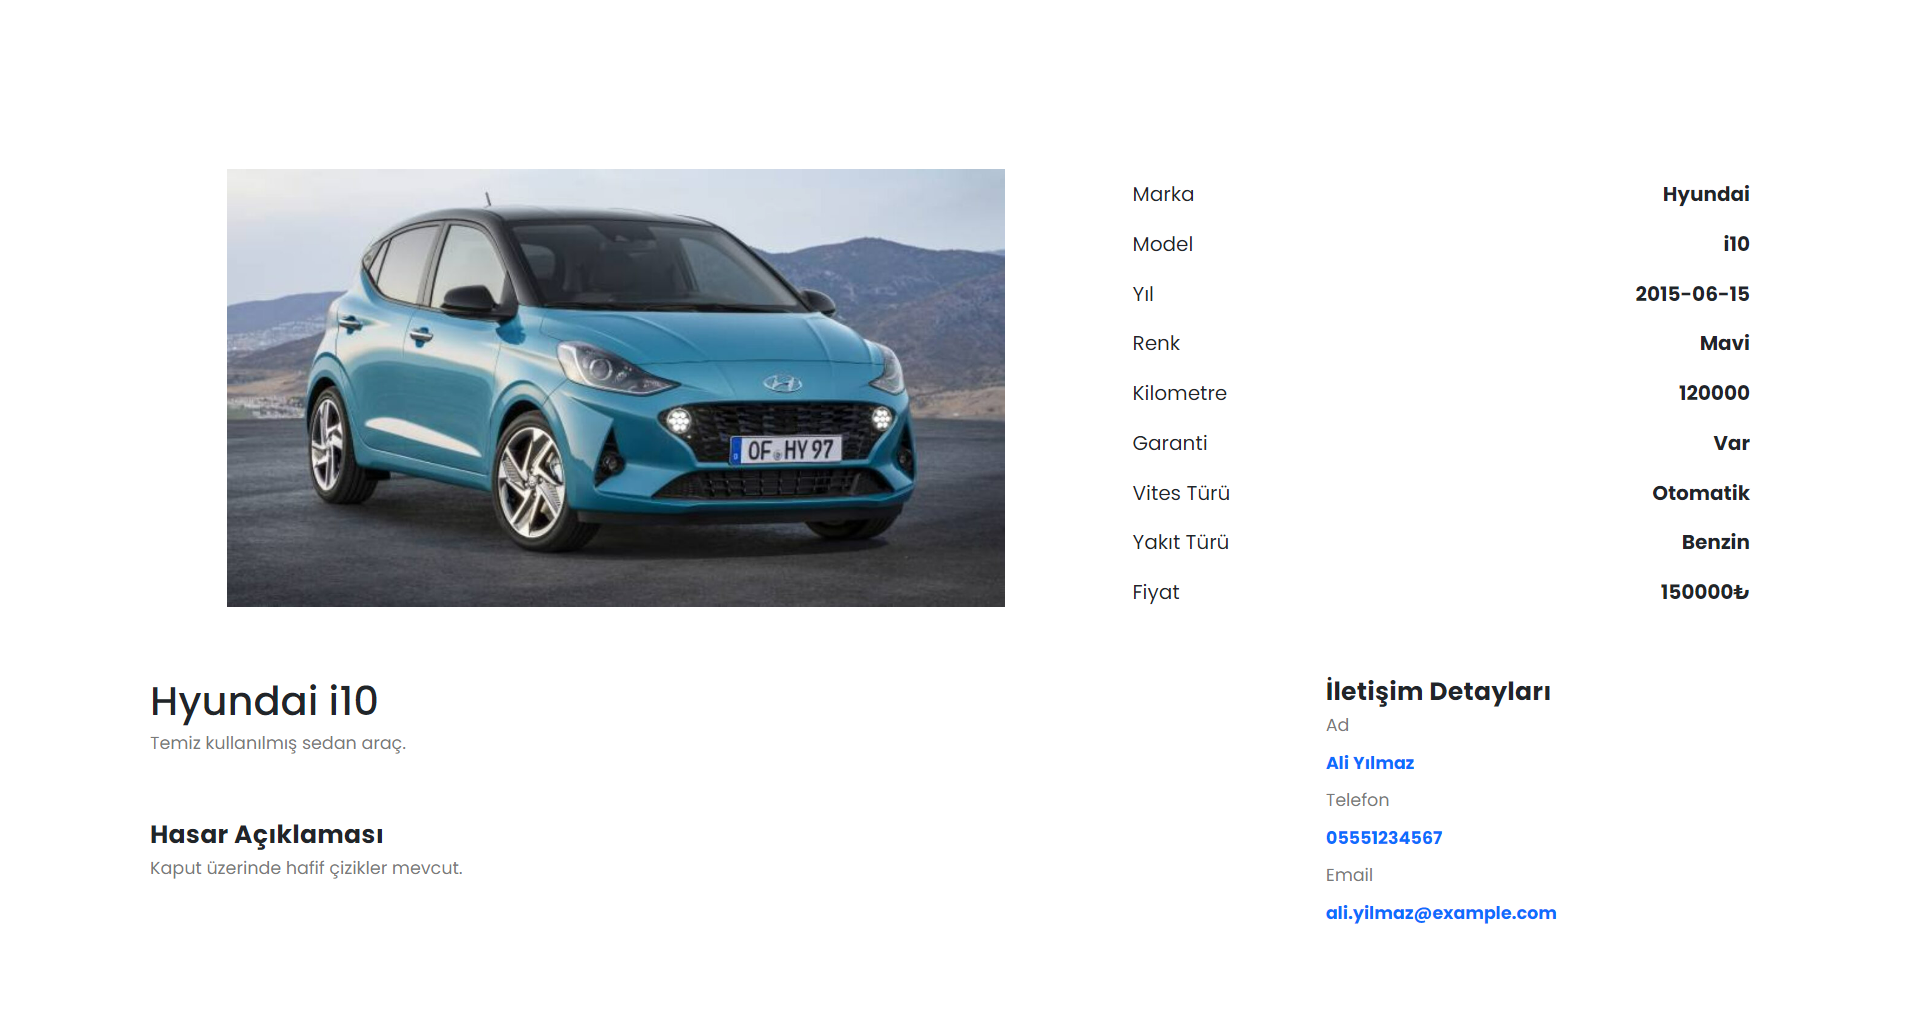 OF HY 97
Marka Hyundai
Model i10
Yıl 2015-06-15
Renk Mavi
Kilometre 120000
Garanti Var
Vites Türü Otomatik
Yakıt Türü Benzin
Fiyat 150000₺
Hyundai i10
Temiz kullanılmış sedan araç.
Hasar Açıklaması
Kaput üzerinde hafif çizikler mevcut.
İletişim Detayları
Ad
Ali Yılmaz
Telefon
05551234567
Email
ali.yilmaz@example.com